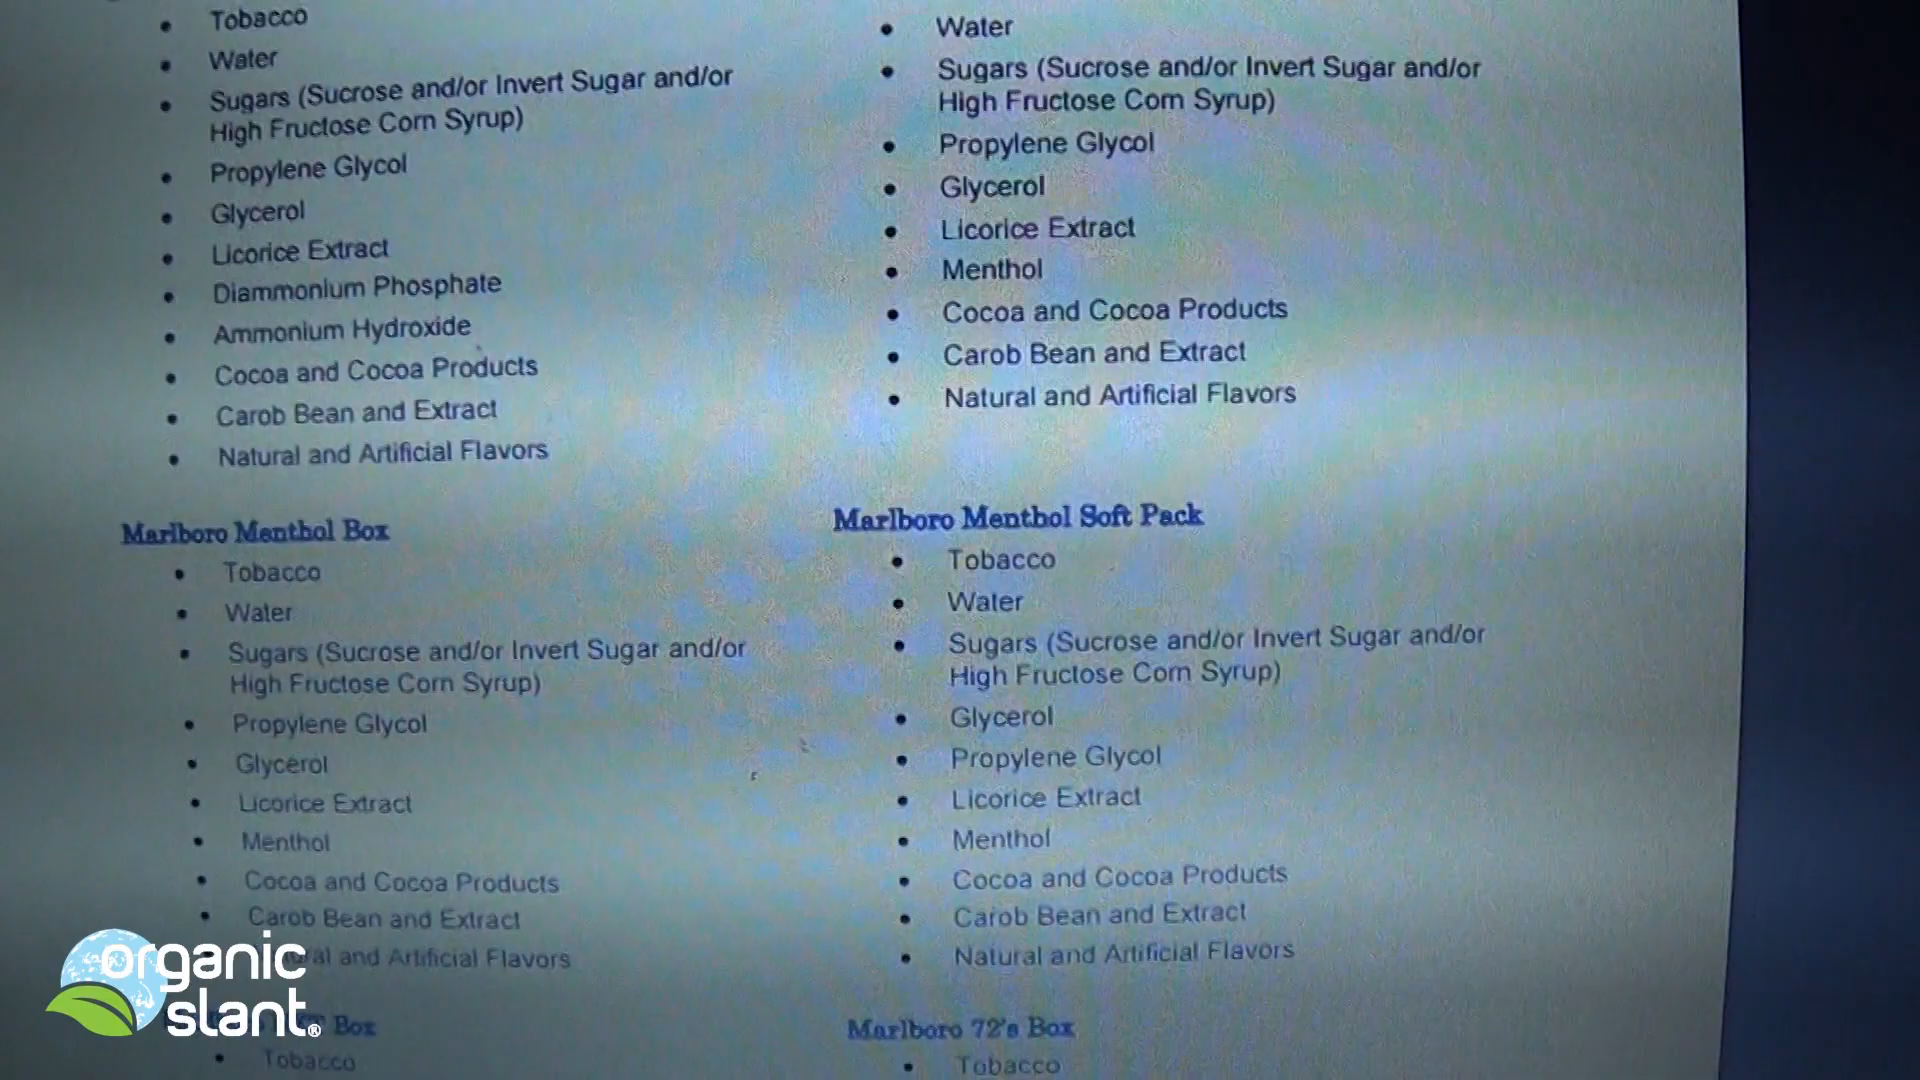 Tobacco
Water
Sugars (Sucrose and/or Invert Sugar and/or
High Fructose Corn Syrup)
Propylene Glycol
Glycerol
Licorice Extract
Diammonium Phosphate
Ammonium Hydroxide
Cocoa and Cocoa Products
Carob Bean and Extract
Natural and Artificial Flavors
Water
Sugars (Sucrose and/or Invert Sugar and/or
High Fructose Corn Syrup)
Propylene Glycol
Glycerol
Licorice Extract
Menthol
Cocoa and Cocoa Products
Carob Bean and Extract
Natural and Artificial Flavors
Marlboro Menthol Box
Tobacco
Water
Sugars (Sucrose and/or Invert Sugar and/or
High Fructose Corn Syrup)
Propylene Glycol
Glycerol
Licorice Extract
Menthol
Cocoa and Cocoa Products
Carob Bean and Extract
and Artificial Flavors
Marlboro Menthol Soft Pack
Tobacco
Water
Sugars (Sucrose and/or Invert Sugar and/or
High Fructose Corn Syrup)
Glycerol
Propylene Glycol
Licorice Extract
Menthol
Cocoa and Cocoa Products
Carob Bean and Extract
Natural and Artificial Flavors
Box
Tobacco
Marlboro 72's Box
Tobacco
organic
slant®